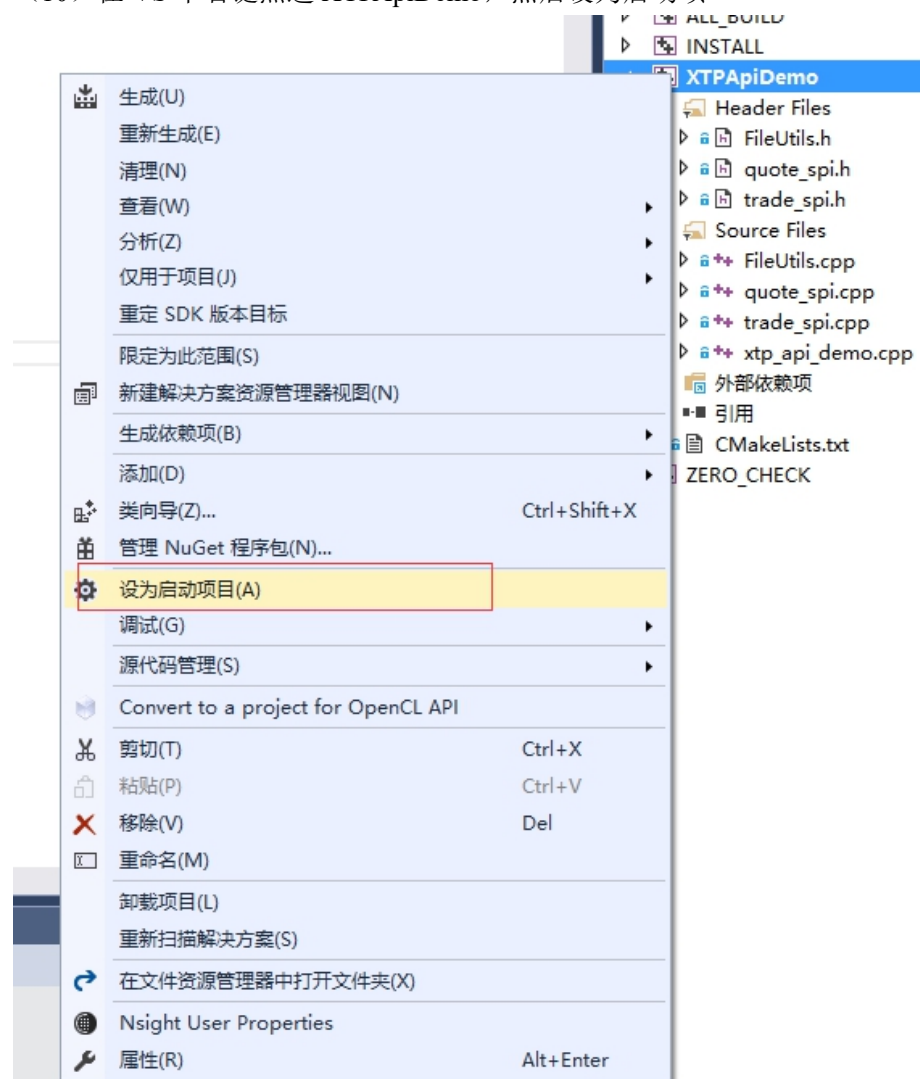 ALL_BUILD
INSTALL
XTPApiDemo
Header Files
FileUtils.h
quote_spi.h
trade_spi.h
Source Files
FileUtils.cpp
quote_spi.cpp
trade_spi.cpp
xtp_api_demo.cpp
外部依赖项
引用
CMakeLists.txt
ZERO_CHECK
生成(U)
重新生成(E)
清理(N)
查看(W)
分析(Z)
仅用于项目(J)
重定 SDK 版本目标
限定为此范围(S)
新建解决方案资源管理器视图(N)
生成依赖项(B)
添加(D)
类向导(Z)... Ctrl+Shift+X
管理 NuGet 程序包(N)...
设为启动项目(A)
调试(G)
源代码管理(S)
Convert to a project for OpenCL API
剪切(T) Ctrl+X
粘贴(P) Ctrl+V
移除(V) Del
重命名(M)
卸载项目(L)
重新扫描解决方案(S)
在文件资源管理器中打开文件夹(X)
Nsight User Properties
属性(R) Alt+Enter